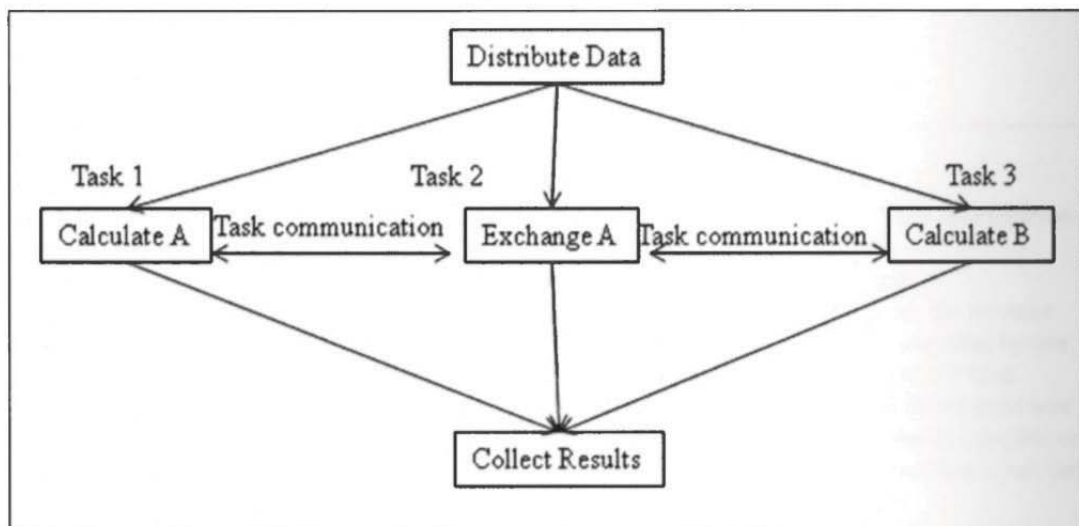 Distribute Data
Task 1
Task 2
Task 3
Calculate A
Task communication
Exchange A
Task communication
Calculate B
Collect Results